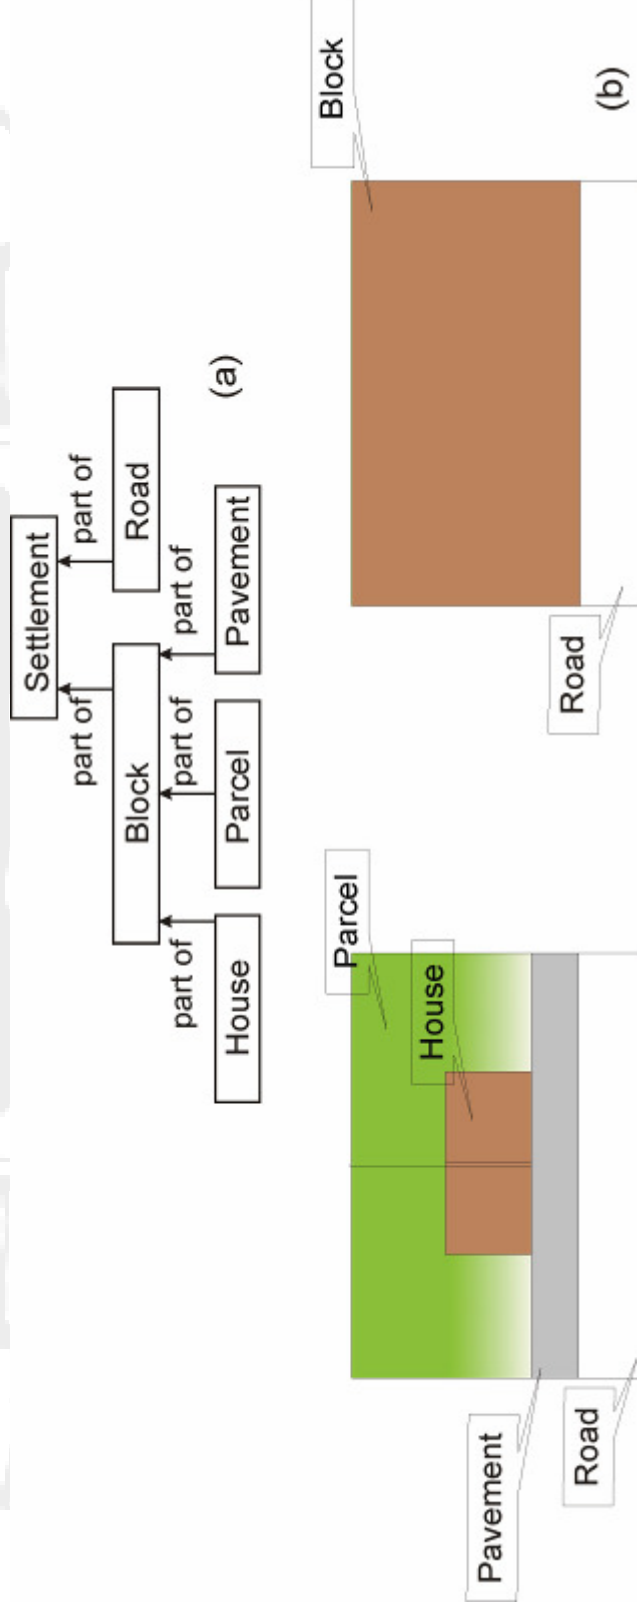 Settlement
part of
part of
Block
Road
part of
part of
part of
House
Parcel
Pavement
(a)
Parcel
House
Pavement
Road
Block
Road
(b)